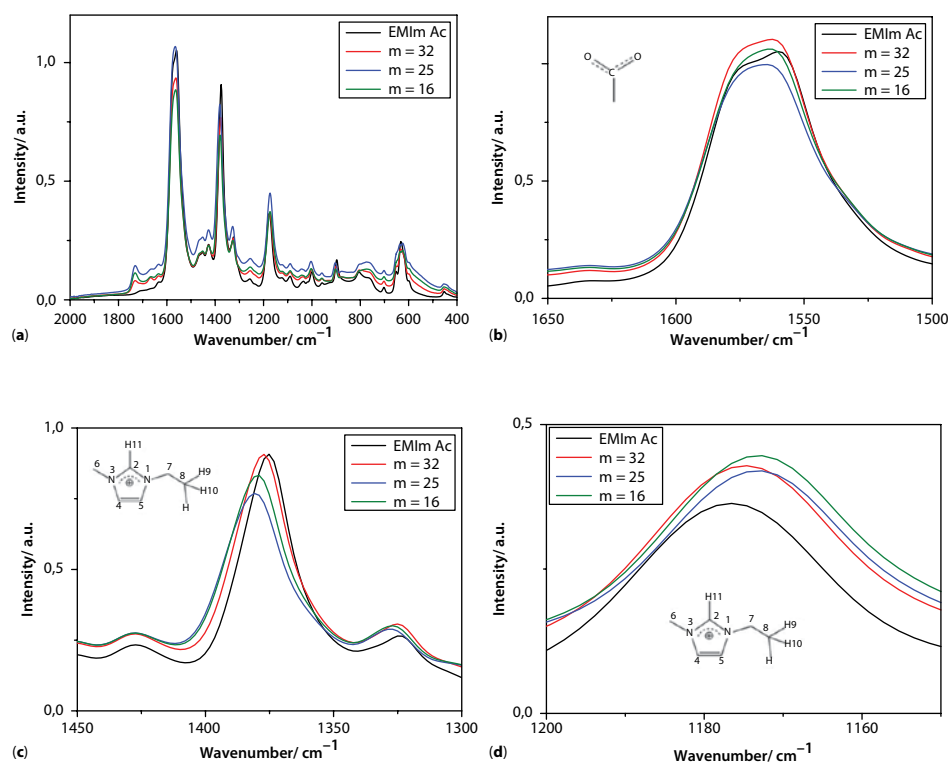 1,0
0,5
0,0
Intensity/ a.u.
EMIm Ac
m = 32
m = 25
m = 16
2000 1800 1600 1400 1200 1000 800 600 400
Wavenumber/ cm⁻¹
(a)
1,0
0,5
0,0
Intensity/ a.u.
O O
C
EMIm Ac
m = 32
m = 25
m = 16
1650 1600 1550 1500
Wavenumber/ cm⁻¹
(b)
1,0
0,5
0,0
Intensity/ a.u.
H11
6 3 2 1 7 8 H9
N N H10
⊕
4 5 H
EMIm Ac
m = 32
m = 25
m = 16
1450 1400 1350 1300
Wavenumber/ cm⁻¹
(c)
0,5
0,0
Intensity/ a.u.
EMIm Ac
m = 32
m = 25
m = 16
H11
6 3 2 1 7 8 H9
N N H10
⊕
4 5 H
1200 1180 1160
Wavenumber/ cm⁻¹
(d)